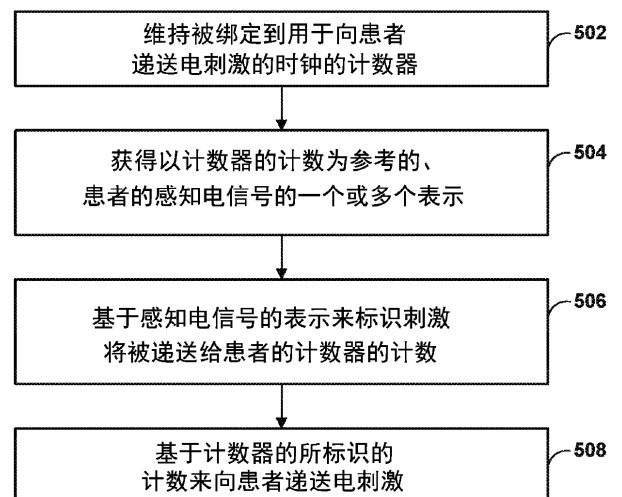 维持被绑定到用于向患者
递送电刺激的时钟的计数器
502
获得以计数器的计数为参考的、
患者的感知电信号的一个或多个表示
504
基于感知电信号的表示来标识刺激
将被递送给患者的计数器的计数
506
基于计数器的所标识的
计数来向患者递送电刺激
508